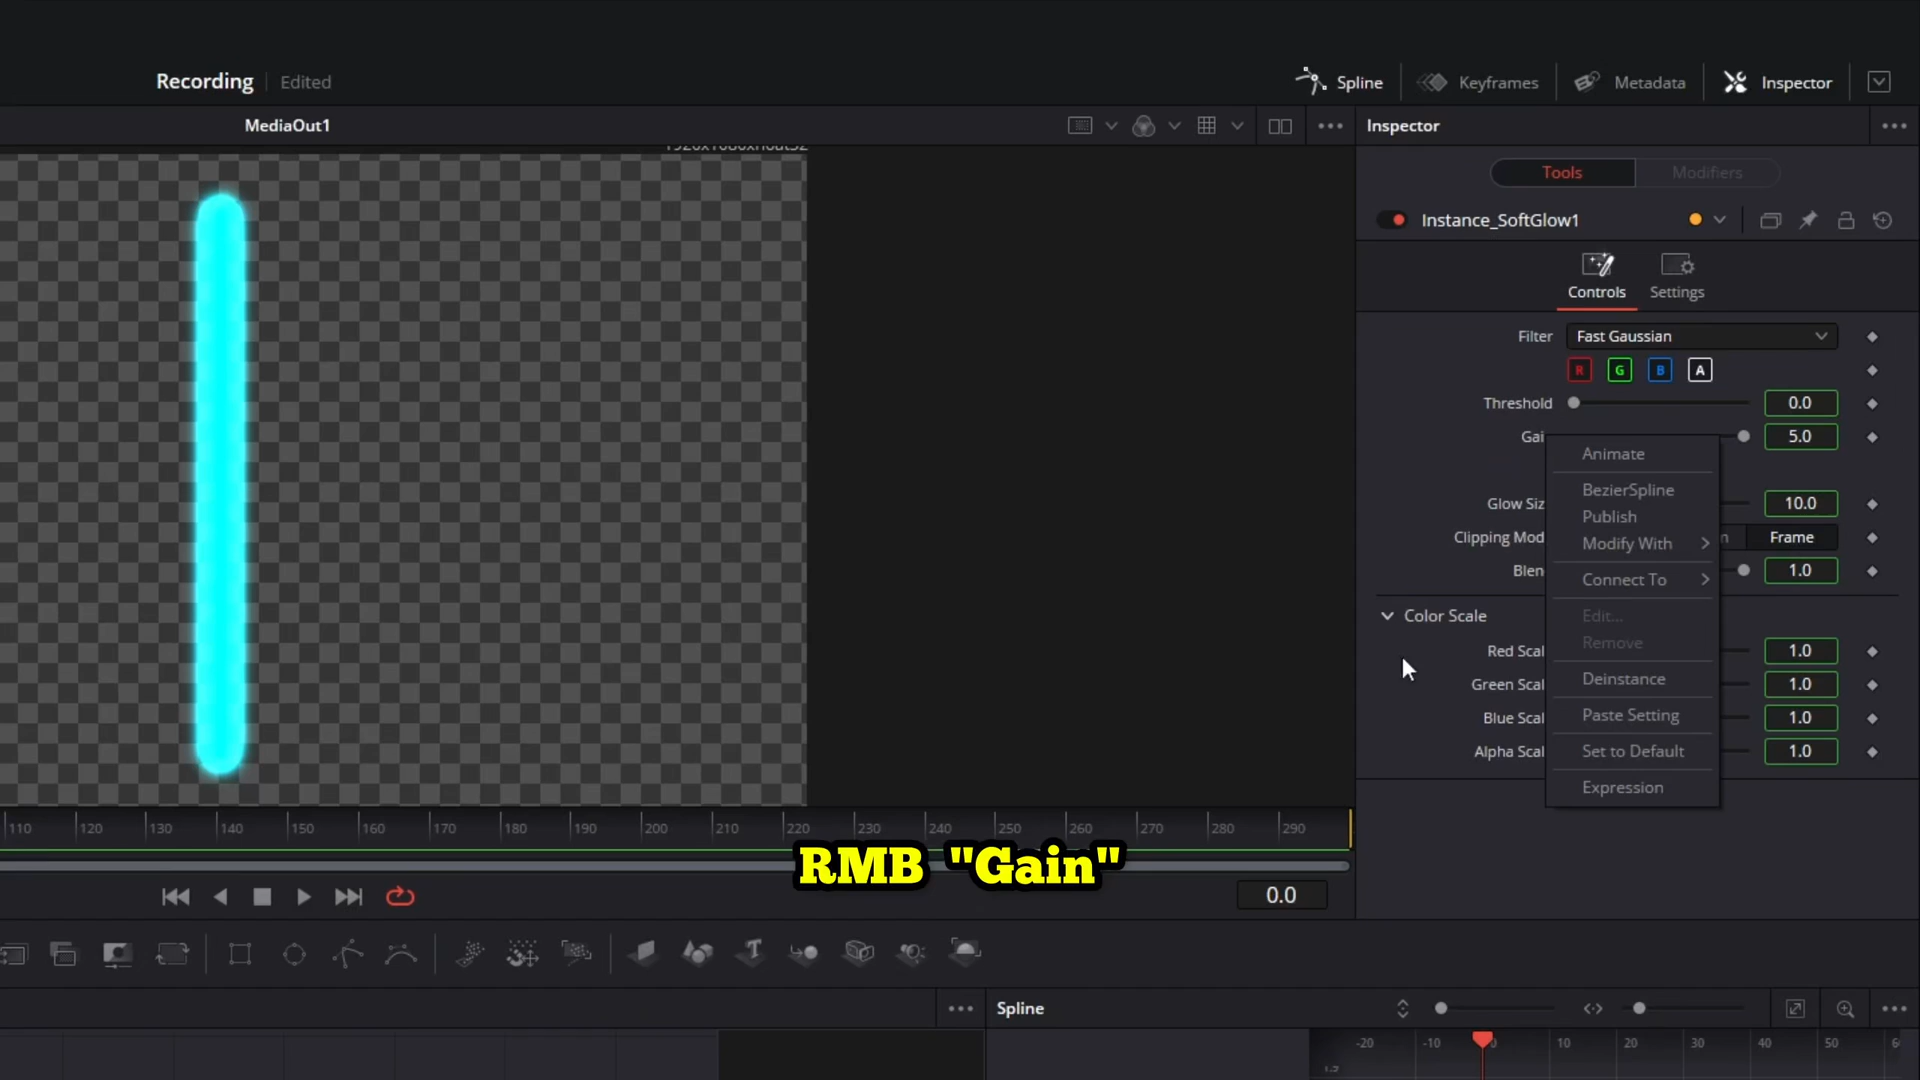 Recording Edited
Spline Keyframes Metadata Inspector
MediaOut1
Inspector
Tools Modifiers
Instance_SoftGlow1
Controls Settings
Filter Fast Gaussian
R G B A
Threshold 0.0
Gai 5.0
Animate
BezierSpline
Glow Siz 10.0
Publish
Clipping Mod Modify With n Frame
Blen 1.0
Connect To
Color Scale Edit...
Remove
Red Scal 1.0
Green Scal 1.0
Deinstance
Blue Scal Paste Setting 1.0
Alpha Scal Set to Default 1.0
Expression
110 120 130 140 150 160 170 180 190 200 210 220 230 240 250 260 270 280 290
RMB "Gain"
0.0
Spline
-20 -10 0 10 20 30 40 50